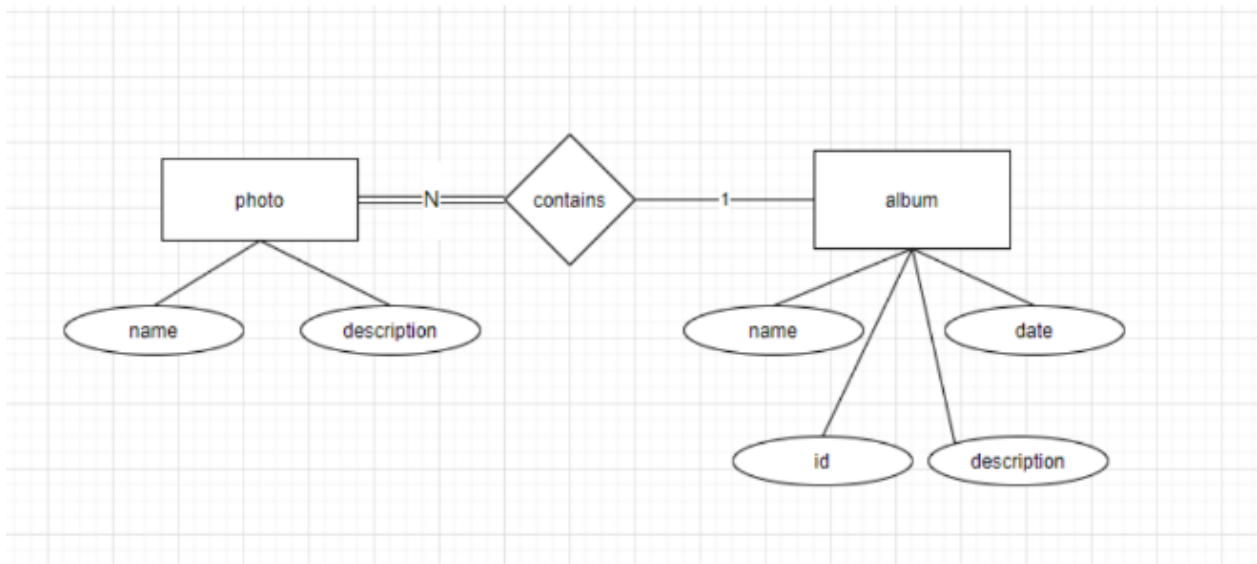 photo
N
contains
1
album
name
description
name
date
id
description